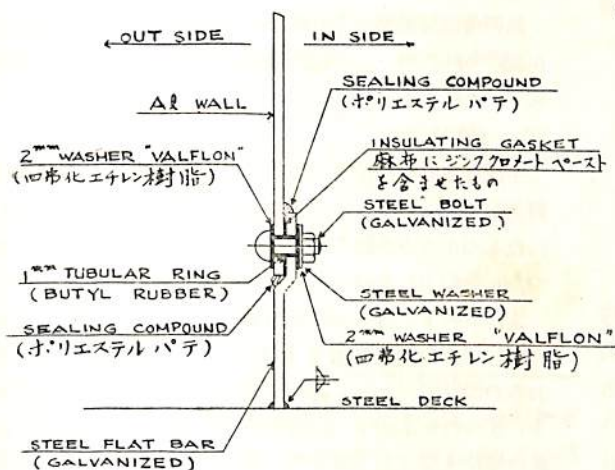 OUT SIDE
IN SIDE
Al WALL
2mm WASHER "VALFLON"
(四弗化エチレン樹脂)
1mm TUBULAR RING
(BUTYL RUBBER)
SEALING COMPOUND
(ポリエステルパテ)
STEEL FLAT BAR
(GALVANIZED)
SEALING COMPOUND
(ポリエステルパテ)
INSULATING GASKET
麻布にジンククロメートペースト
を含ませたもの
STEEL BOLT
(GALVANIZED)
STEEL WASHER
(GALVANIZED)
2mm WASHER "VALFLON"
(四弗化エチレン樹脂)
STEEL DECK